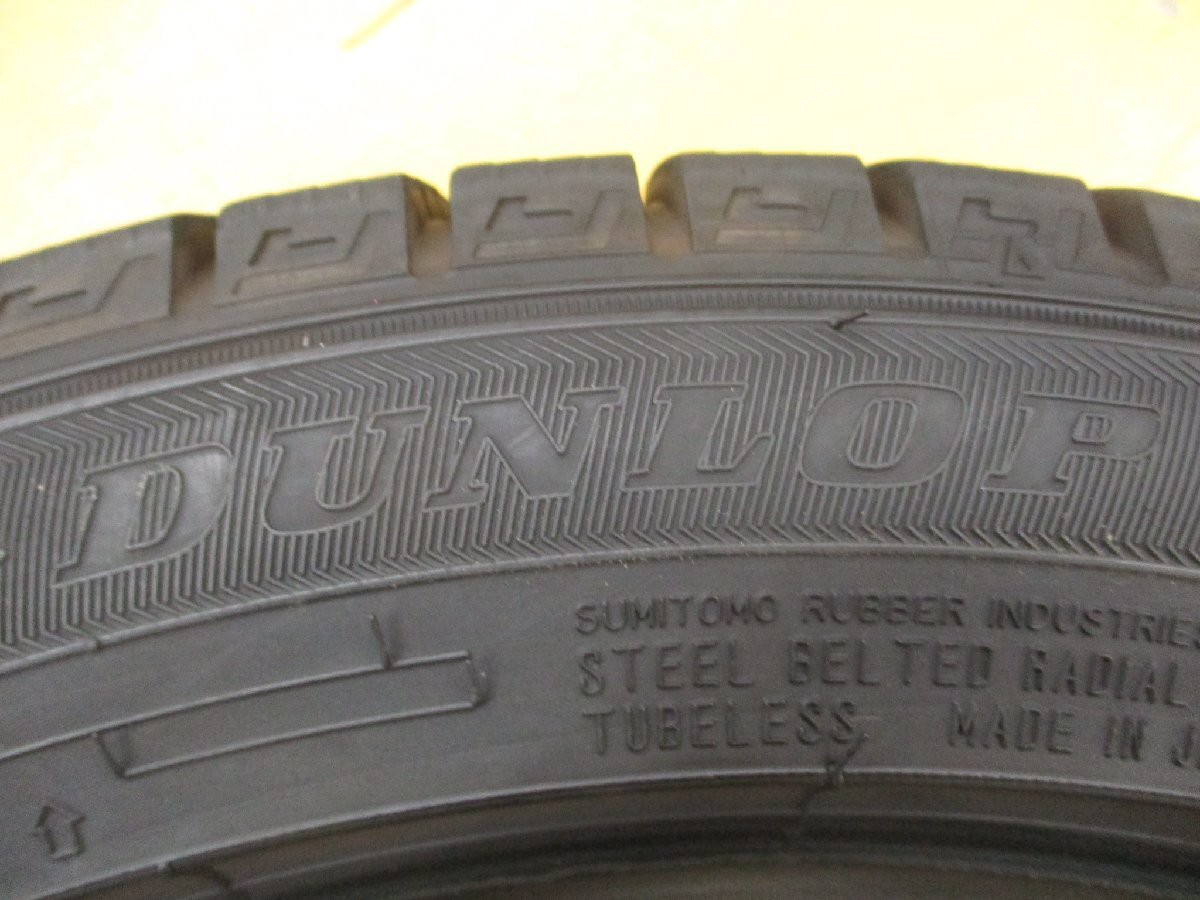 DUNLOP
SUMITOMO RUBBER INDUSTRIES
STEEL BELTED RADIAL
TUBELESS MADE IN J